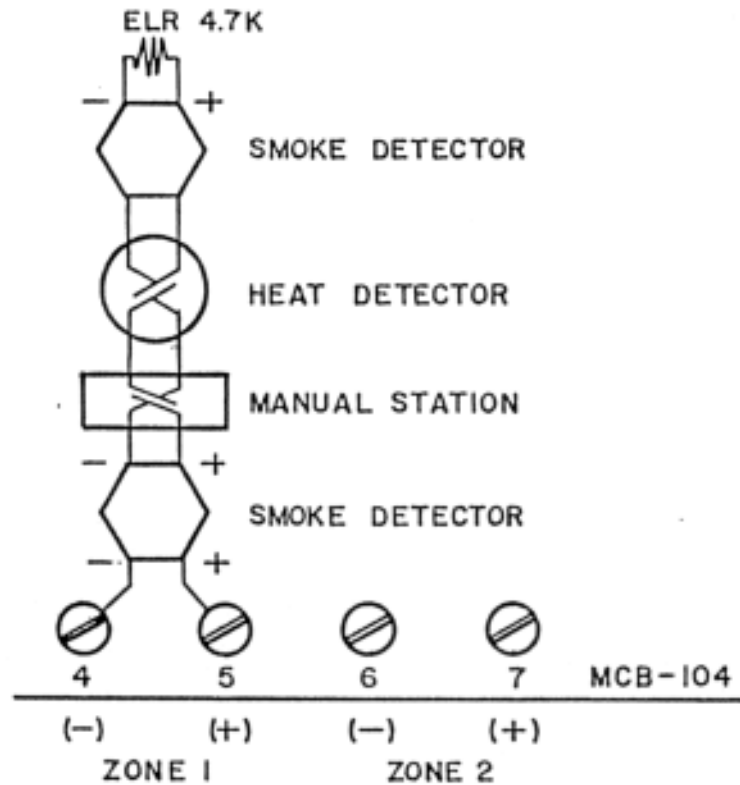 ELR 4.7K
− +
SMOKE DETECTOR
HEAT DETECTOR
MANUAL STATION
− +
SMOKE DETECTOR
− +
4 5 6 7 MCB-104
(−) (+) (−) (+)
ZONE 1 ZONE 2